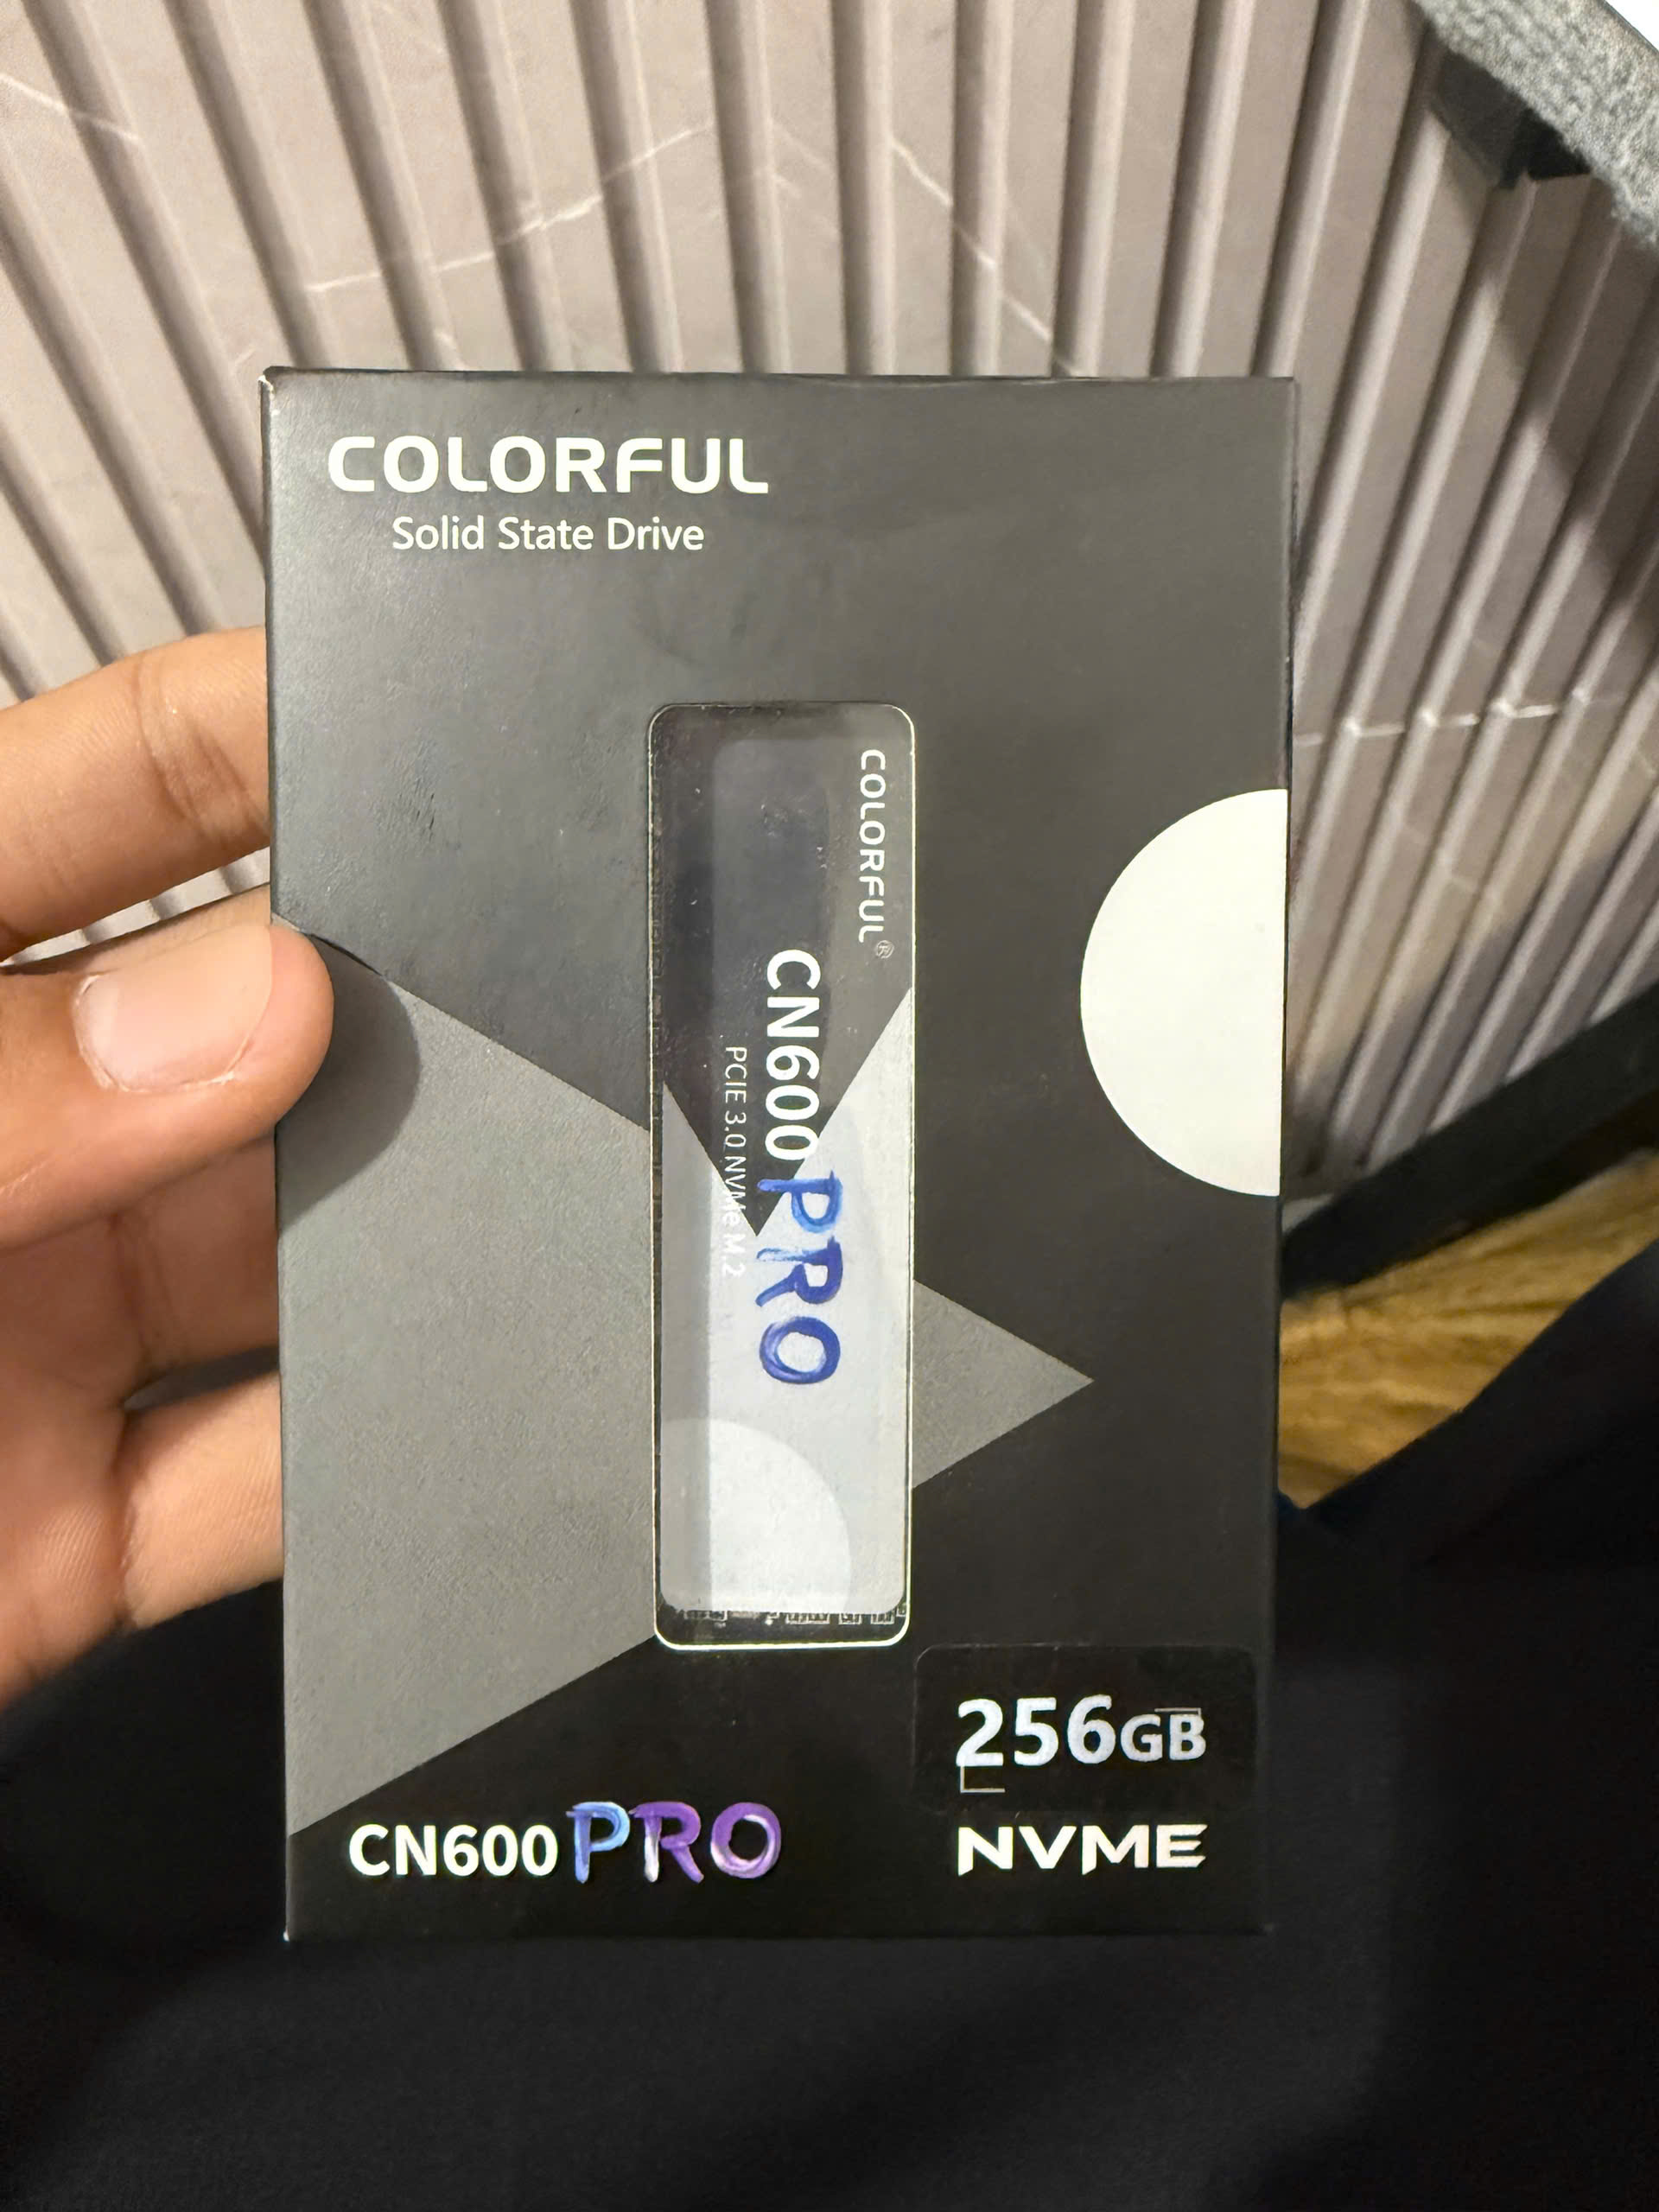 COLORFUL
Solid State Drive
COLORFUL®
CN600 PRO
PCIE 3.0 NVMe M.2
256GB
CN600 PRO
NVME